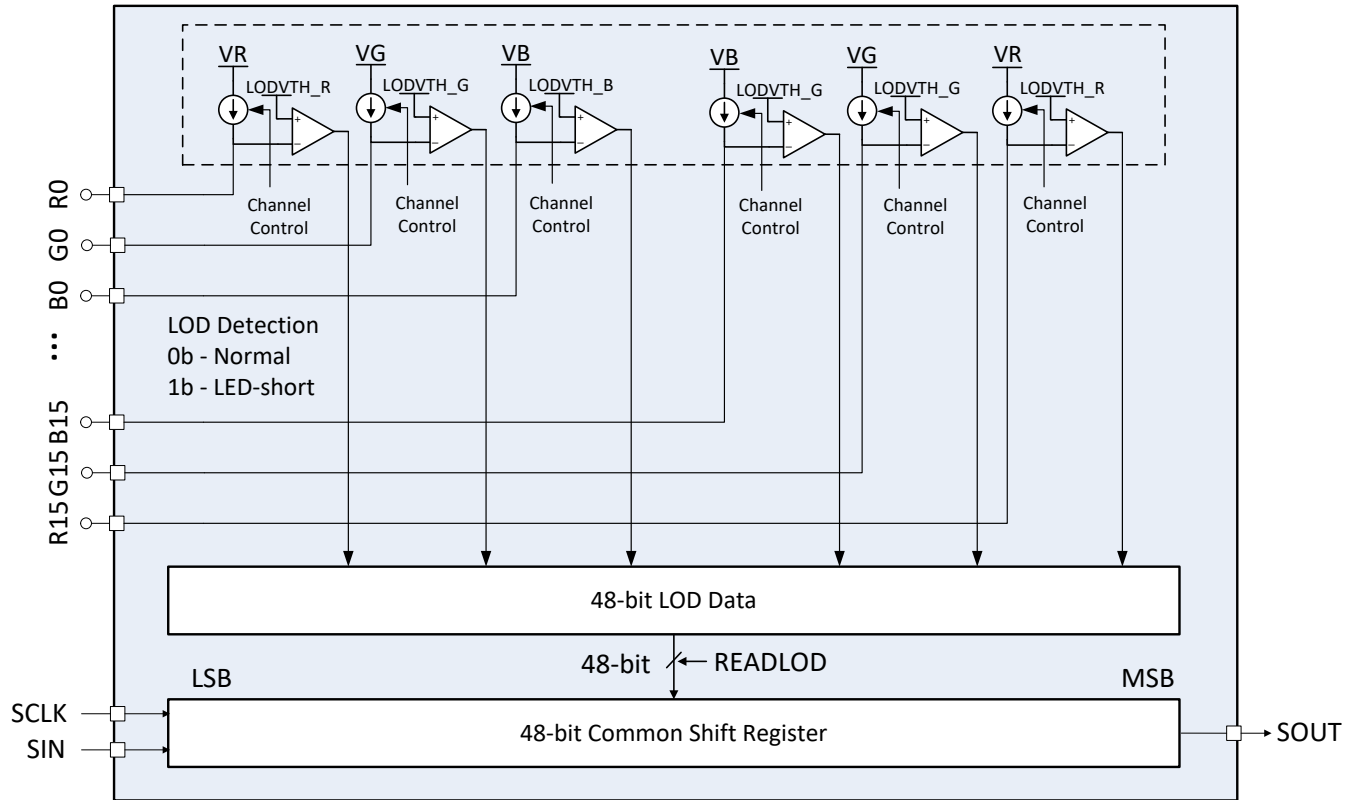 VR
VG
VB
VB
VG
VR
LODVTH_R
LODVTH_G
LODVTH_B
LODVTH_G
LODVTH_G
LODVTH_R
+
+
+
+
+
+
−
−
−
−
−
−
Channel
Control
Channel
Control
Channel
Control
Channel
Control
Channel
Control
Channel
Control
R0
G0
B0
...
B15
G15
R15
LOD Detection
0b - Normal
1b - LED-short
48-bit LOD Data
48-bit
READLOD
LSB
MSB
SCLK
SIN
48-bit Common Shift Register
SOUT